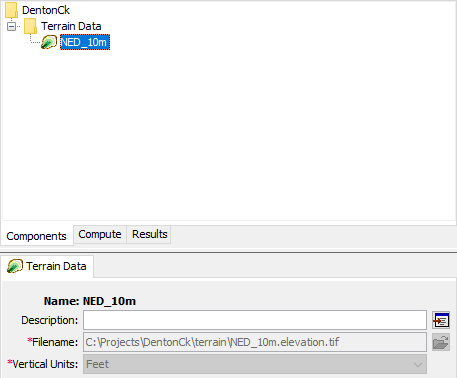 DentonCk
Terrain Data
NED_10m
Components Compute Results
Terrain Data
Name: NED_10m
Description:
*Filename: C:\Projects\DentonCk\terrain\NED_10m.elevation.tif
*Vertical Units: Feet